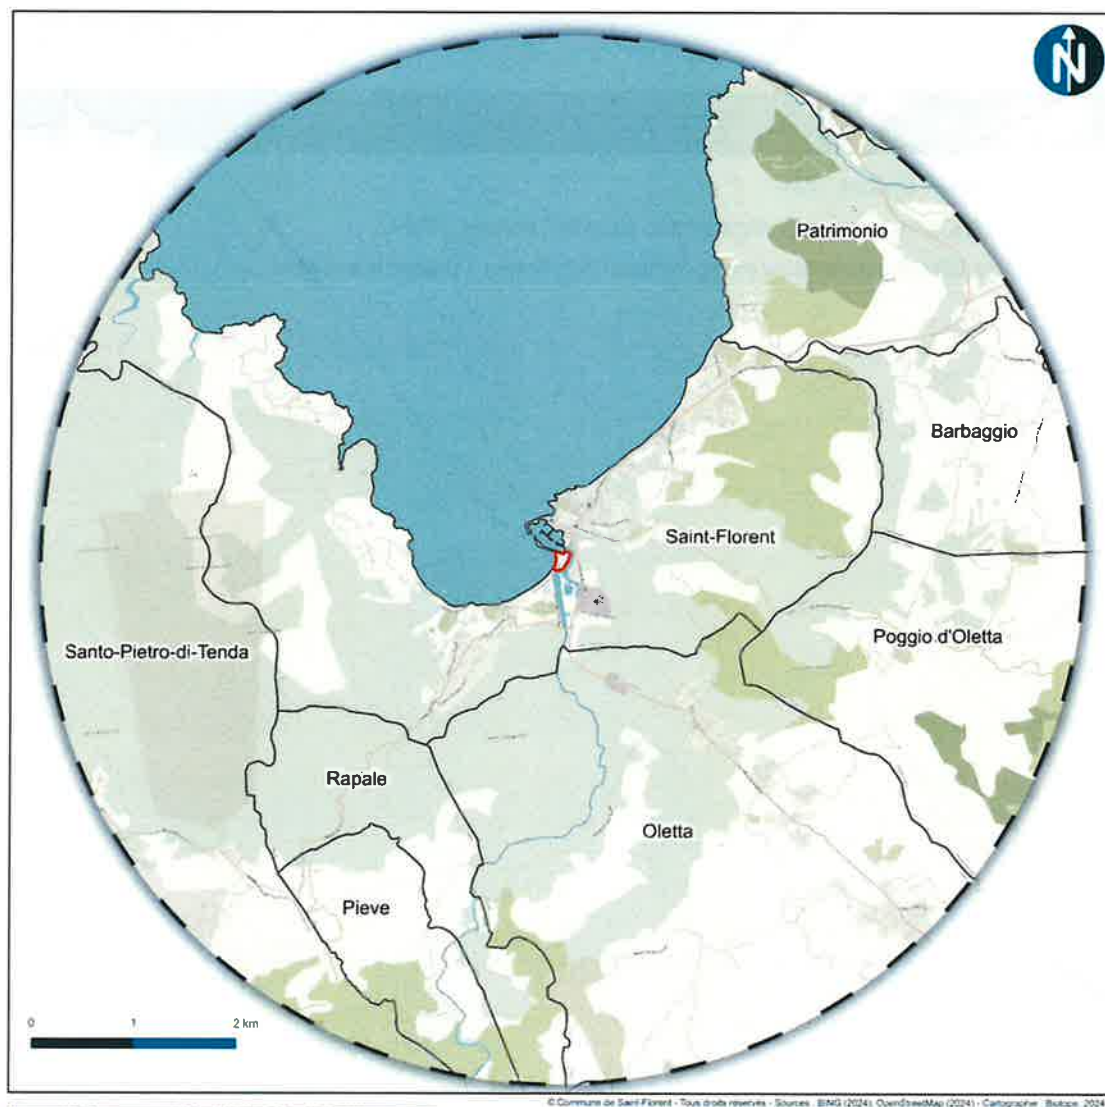 N
Patrimonio
Barbaggio
Saint-Florent
Poggio d'Oletta
Santo-Pietro-di-Tenda
Rapale
Oletta
Pieve
0 1 2 km
© Commune de Saint-Florent - Tous droits réservés - Sources : BING (2024), OpenStreetMap (2024) - Cartographie : Biotope, 2024